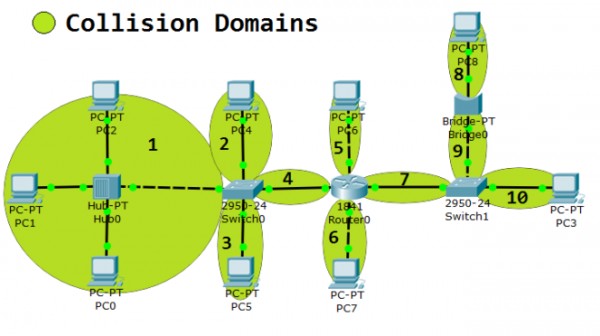 Collision Domains
PC-PT
PC2
PC-PT
PC4
PC-PT
PC6
PC-PT
PC8
8
1
2
5
Bridge-PT
Bridge0
9
4
7
10
PC-PT
PC1
Hub-PT
Hub0
2950-24
Switch0
1841
Router0
2950-24
Switch1
PC-PT
PC3
3
6
PC-PT
PC0
PC-PT
PC5
PC-PT
PC7